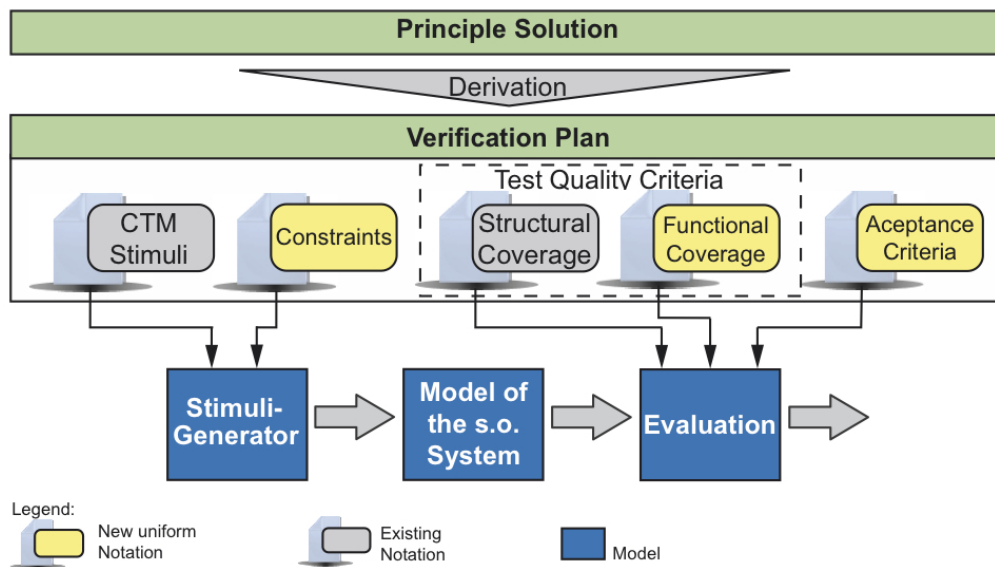 Principle Solution
Derivation
Verification Plan
Test Quality Criteria
CTM
Stimuli
Constraints
Structural
Coverage
Functional
Coverage
Aceptance
Criteria
Stimuli-
Generator
Model of
the s.o.
System
Evaluation
Legend:
New uniform
Notation
Existing
Notation
Model